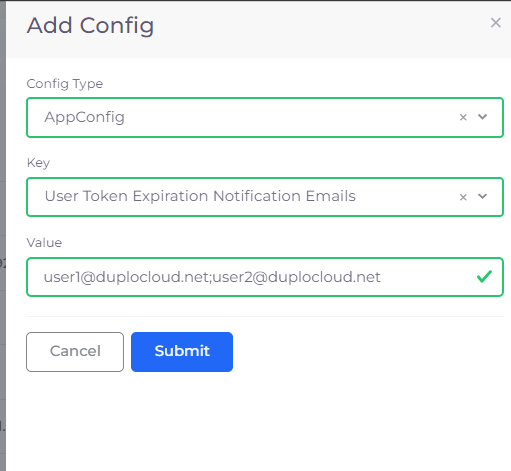 Add Config
×
Config Type
AppConfig
×
Key
User Token Expiration Notification Emails
×
Value
user1@duplocloud.net;user2@duplocloud.net
Cancel
Submit